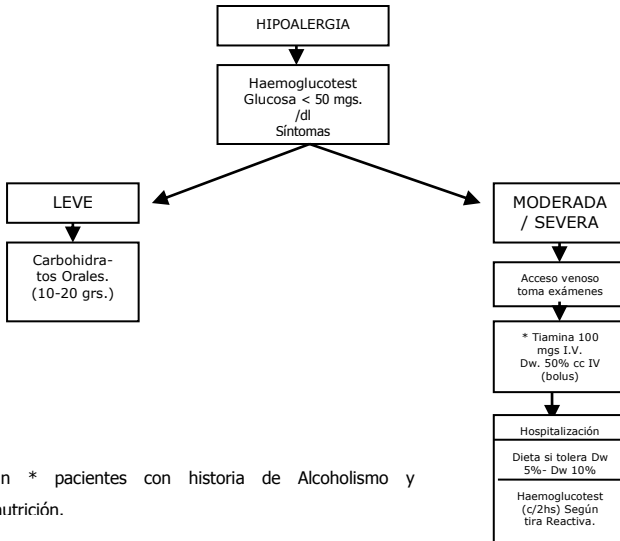 HIPOALERGIA
Haemoglucotest
Glucosa < 50 mgs.
/dl
Síntomas
LEVE
Carbohidra-
tos Orales.
(10-20 grs.)
MODERADA
/ SEVERA
Acceso venoso
toma exámenes
* Tiamina 100
mgs I.V.
Dw. 50% cc IV
(bolus)
Hospitalización
Dieta si tolera Dw
5%- Dw 10%
Haemoglucotest
(c/2hs) Según
tira Reactiva.
n * pacientes con historia de Alcoholismo y
nutrición.